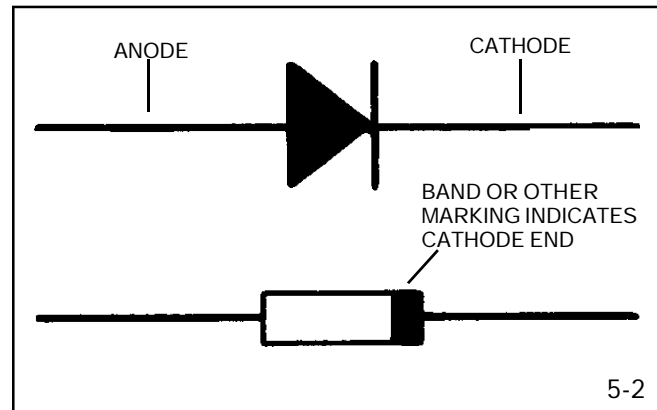 ANODE
CATHODE
BAND OR OTHER
MARKING INDICATES
CATHODE END
5-2